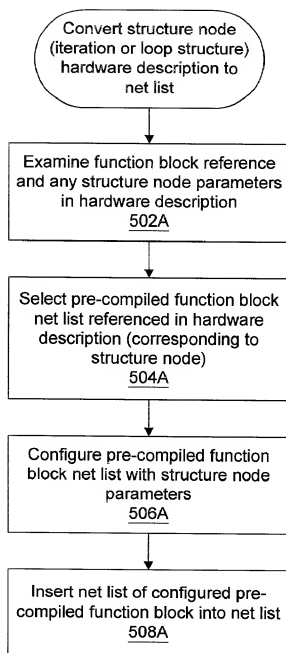 Convert structure node
(iteration or loop structure)
hardware description to
net list
Examine function block reference
and any structure node parameters
in hardware description
502A
Select pre-compiled function block
net list referenced in hardware
description (corresponding to
structure node)
504A
Configure pre-compiled function
block net list with structure node
parameters
506A
Insert net list of configured pre-
compiled function block into net list
508A